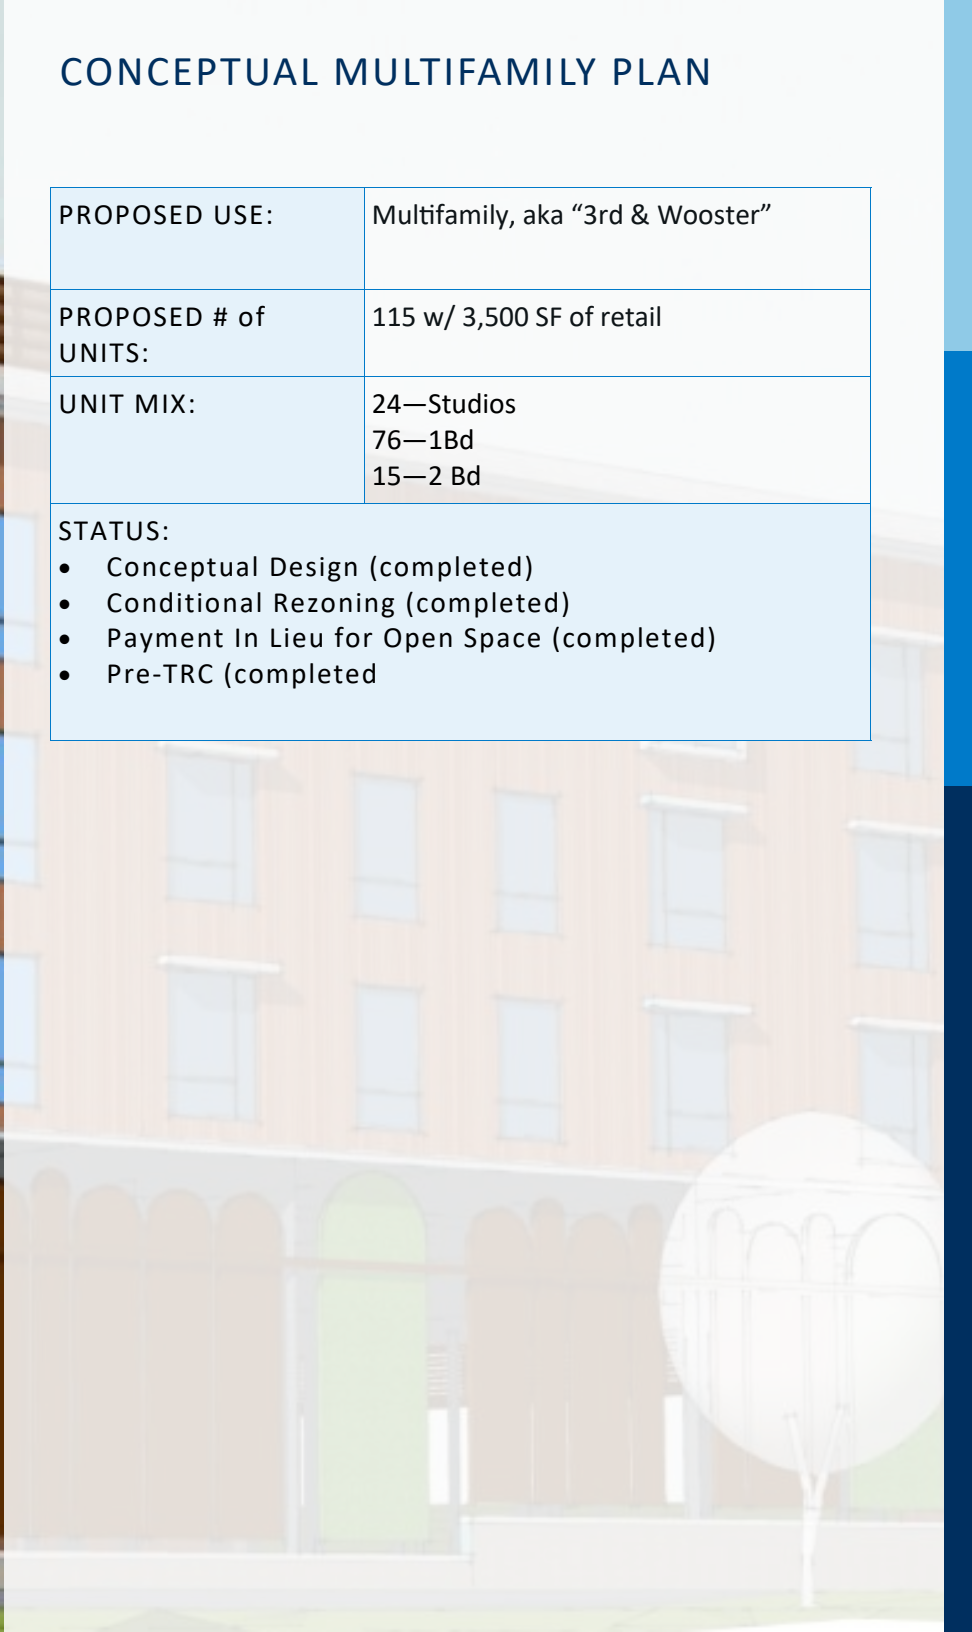 CONCEPTUAL MULTIFAMILY PLAN
PROPOSED USE:
Multifamily, aka “3rd & Wooster”
PROPOSED # of
UNITS:
115 w/ 3,500 SF of retail
UNIT MIX:
24—Studios
76—1Bd
15—2 Bd
STATUS:
• Conceptual Design (completed)
• Conditional Rezoning (completed)
• Payment In Lieu for Open Space (completed)
• Pre-TRC (completed